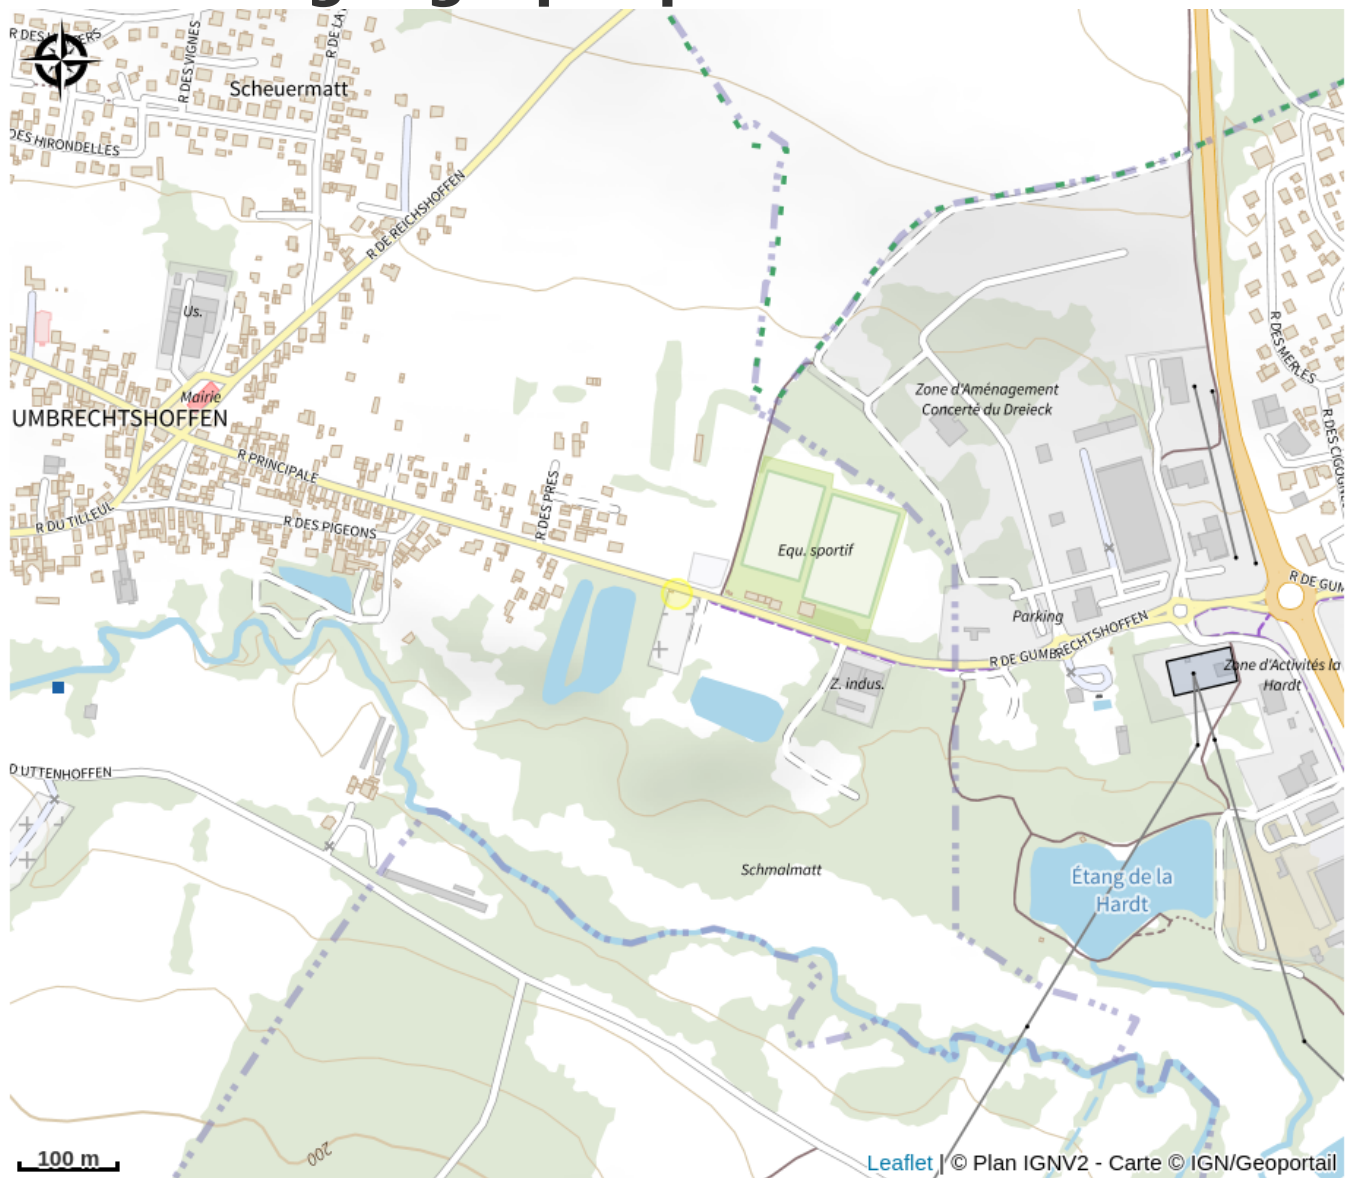 R DES VIGNES
R DE LA
Scheuermatt
DES HIRONDELLES
R DE REICHSHOFFEN
Us.
R DES MERLES
Mairie
Zone d'Aménagement
Concerté du Dreieck
UMBRECHTSHOFFEN
R PRINCIPALE
R DES CIGOGNE
R DES PRES
R DU TILLEUL
R DES PIGEONS
Equ. sportif
R DE GUM
Parking
R DE GUMBRECHTSHOFFEN
Z. indus.
Zone d'Activités la
Hardt
D UTTENHOFFEN
Schmalmatt
Étang de la
Hardt
200
100 m
Leaflet | © Plan IGNV2 - Carte © IGN/Geoportail